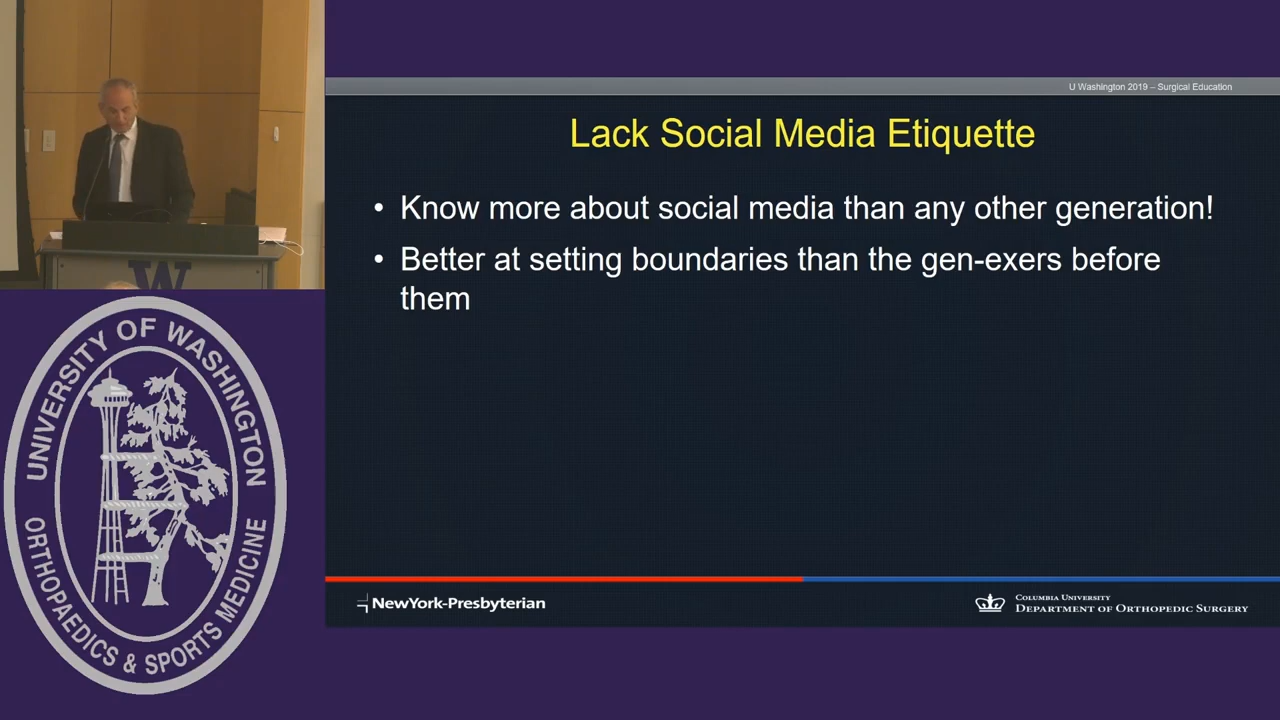 U Washington 2019 – Surgical Education
Lack Social Media Etiquette
• Know more about social media than any other generation!
• Better at setting boundaries than the gen-exers before
them
NewYork-Presbyterian
COLUMBIA UNIVERSITY
DEPARTMENT OF ORTHOPEDIC SURGERY
W
UNIVERSITY OF WASHINGTON
ORTHOPAEDICS & SPORTS MEDICINE